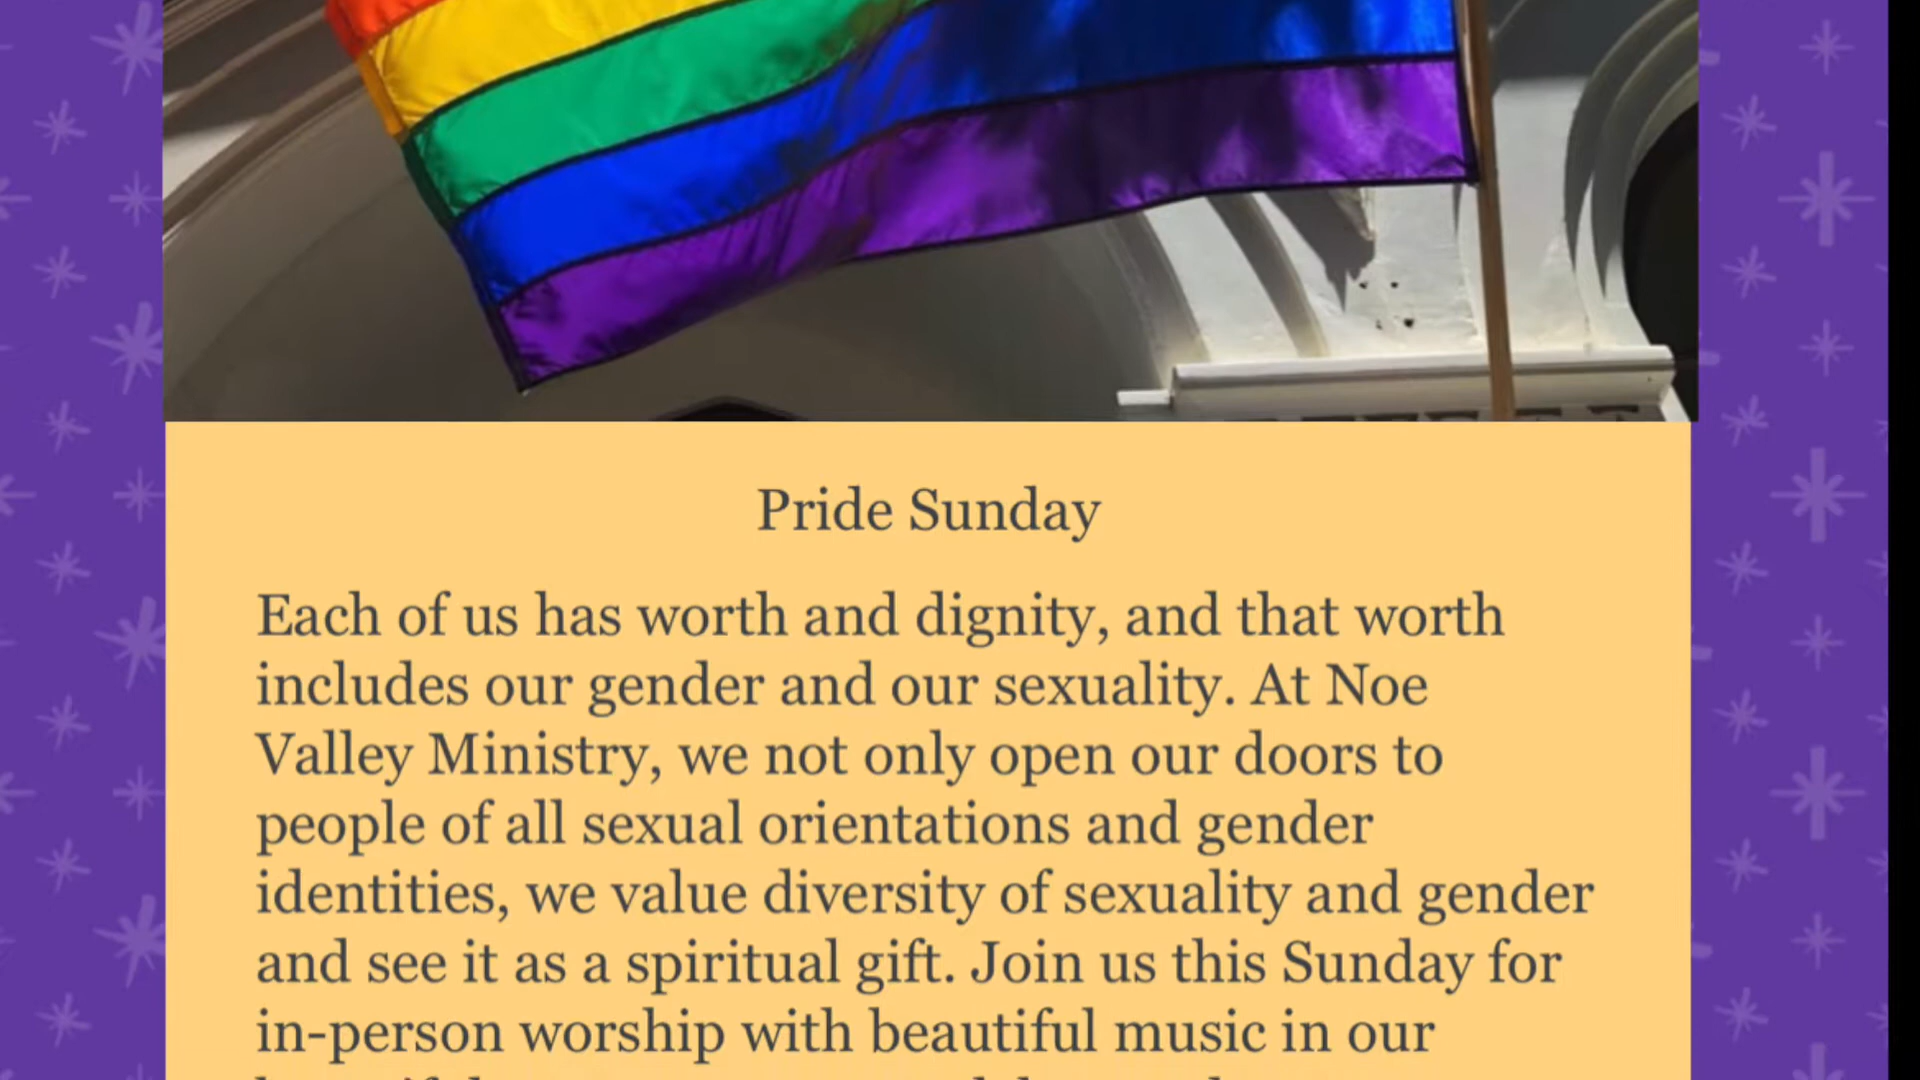 Pride Sunday
Each of us has worth and dignity, and that worth
includes our gender and our sexuality. At Noe
Valley Ministry, we not only open our doors to
people of all sexual orientations and gender
identities, we value diversity of sexuality and gender
and see it as a spiritual gift. Join us this Sunday for
in-person worship with beautiful music in our